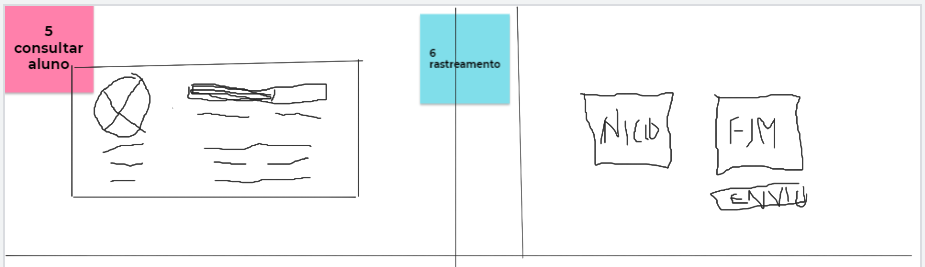 5
consultar
aluno
6
rastreamento
INICIO
FIM
ENVIO